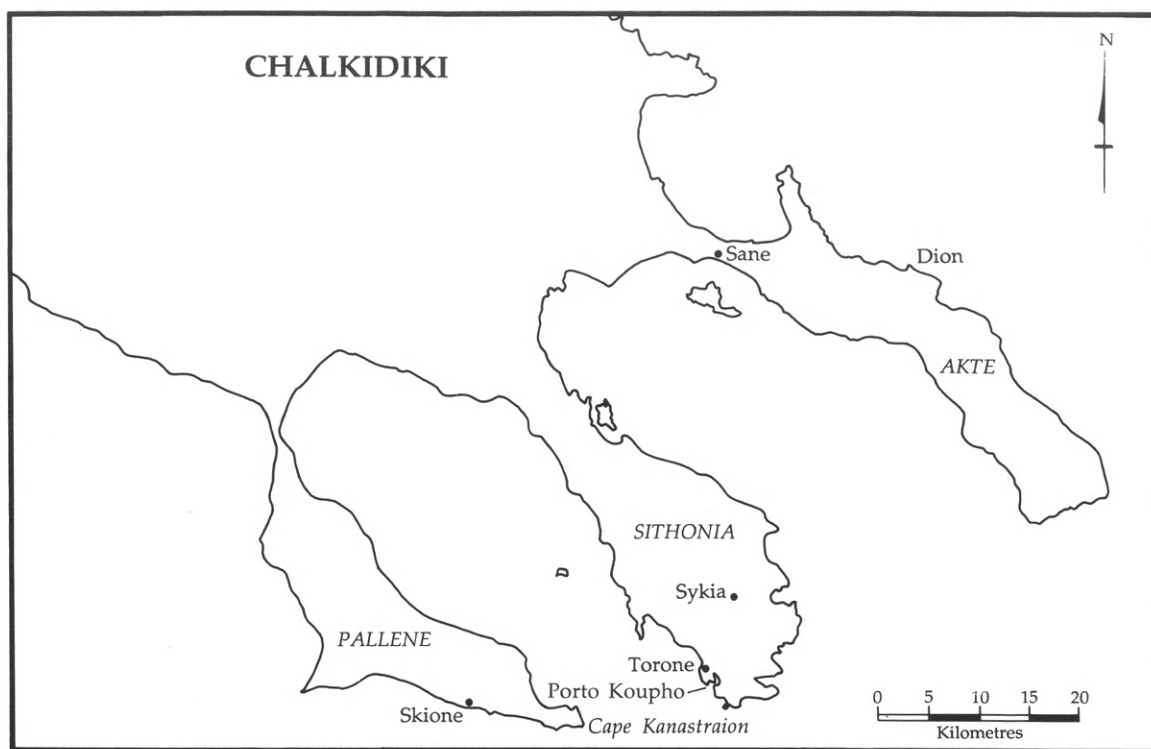 CHALKIDIKI
N
Sane
Dion
AKTE
SITHONIA
Sykia
PALLENE
Torone
Porto Koupho
Skione
Cape Kanastraion
0 5 10 15 20
Kilometres